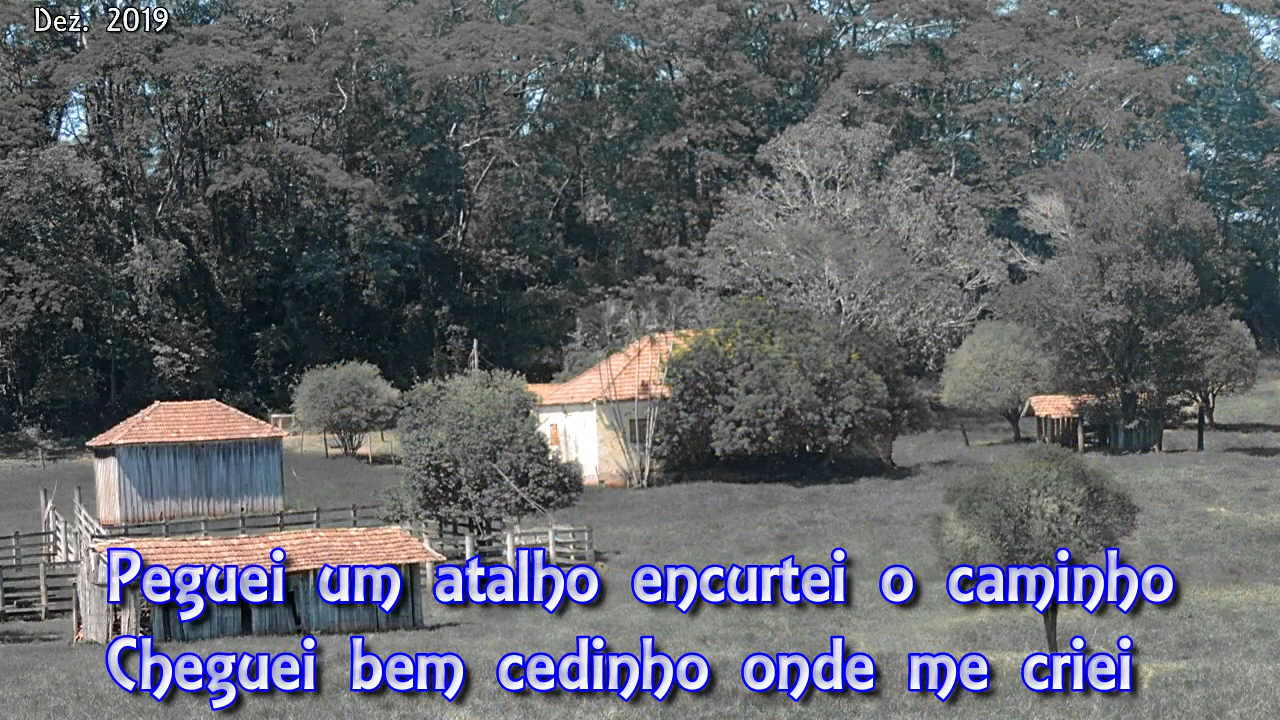 Dez. 2019
Peguei um atalho encurtei o caminho
Cheguei bem cedinho onde me criei